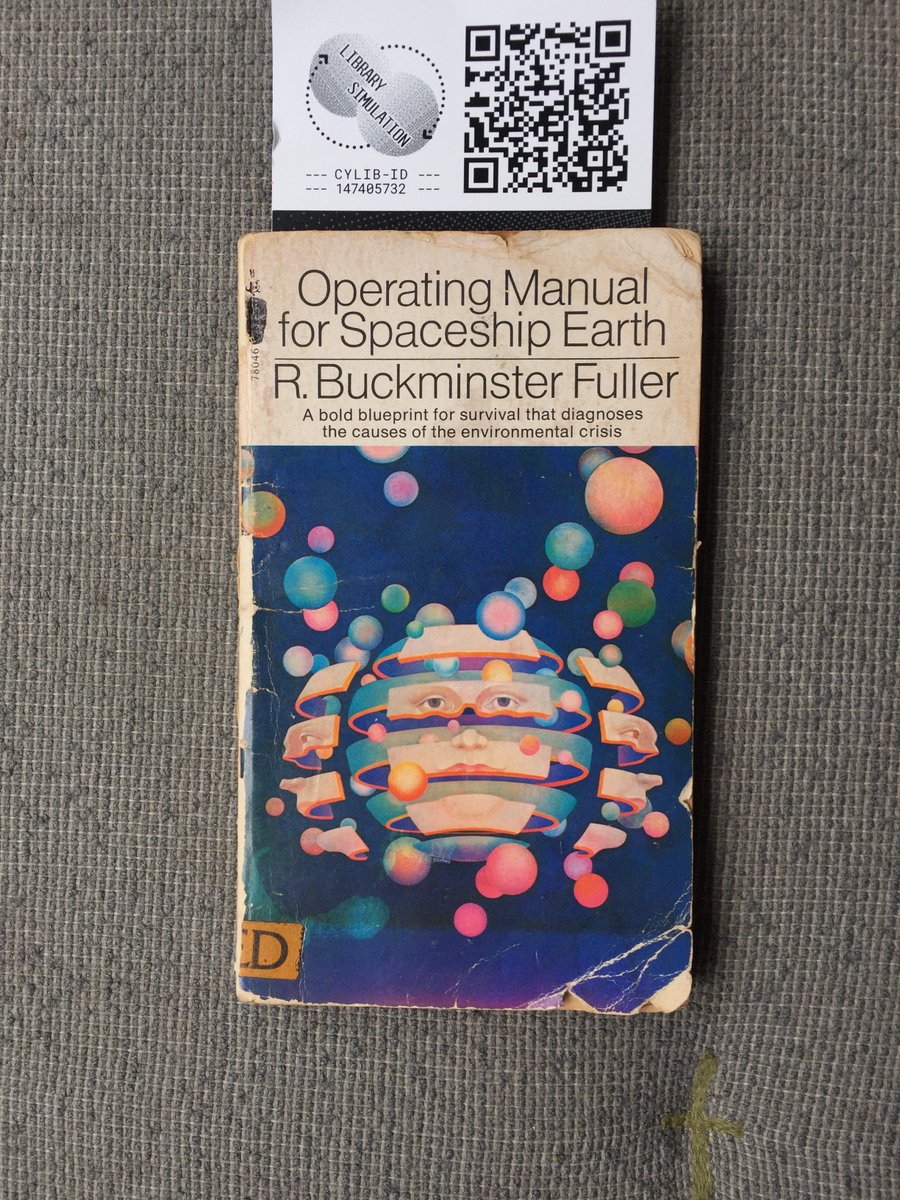 LIBRARY
SIMULATION
--- CYLIB-ID ---
--- 147405732 ---
Operating Manual
for Spaceship Earth
R. Buckminster Fuller
A bold blueprint for survival that diagnoses
the causes of the environmental crisis
78046
ED